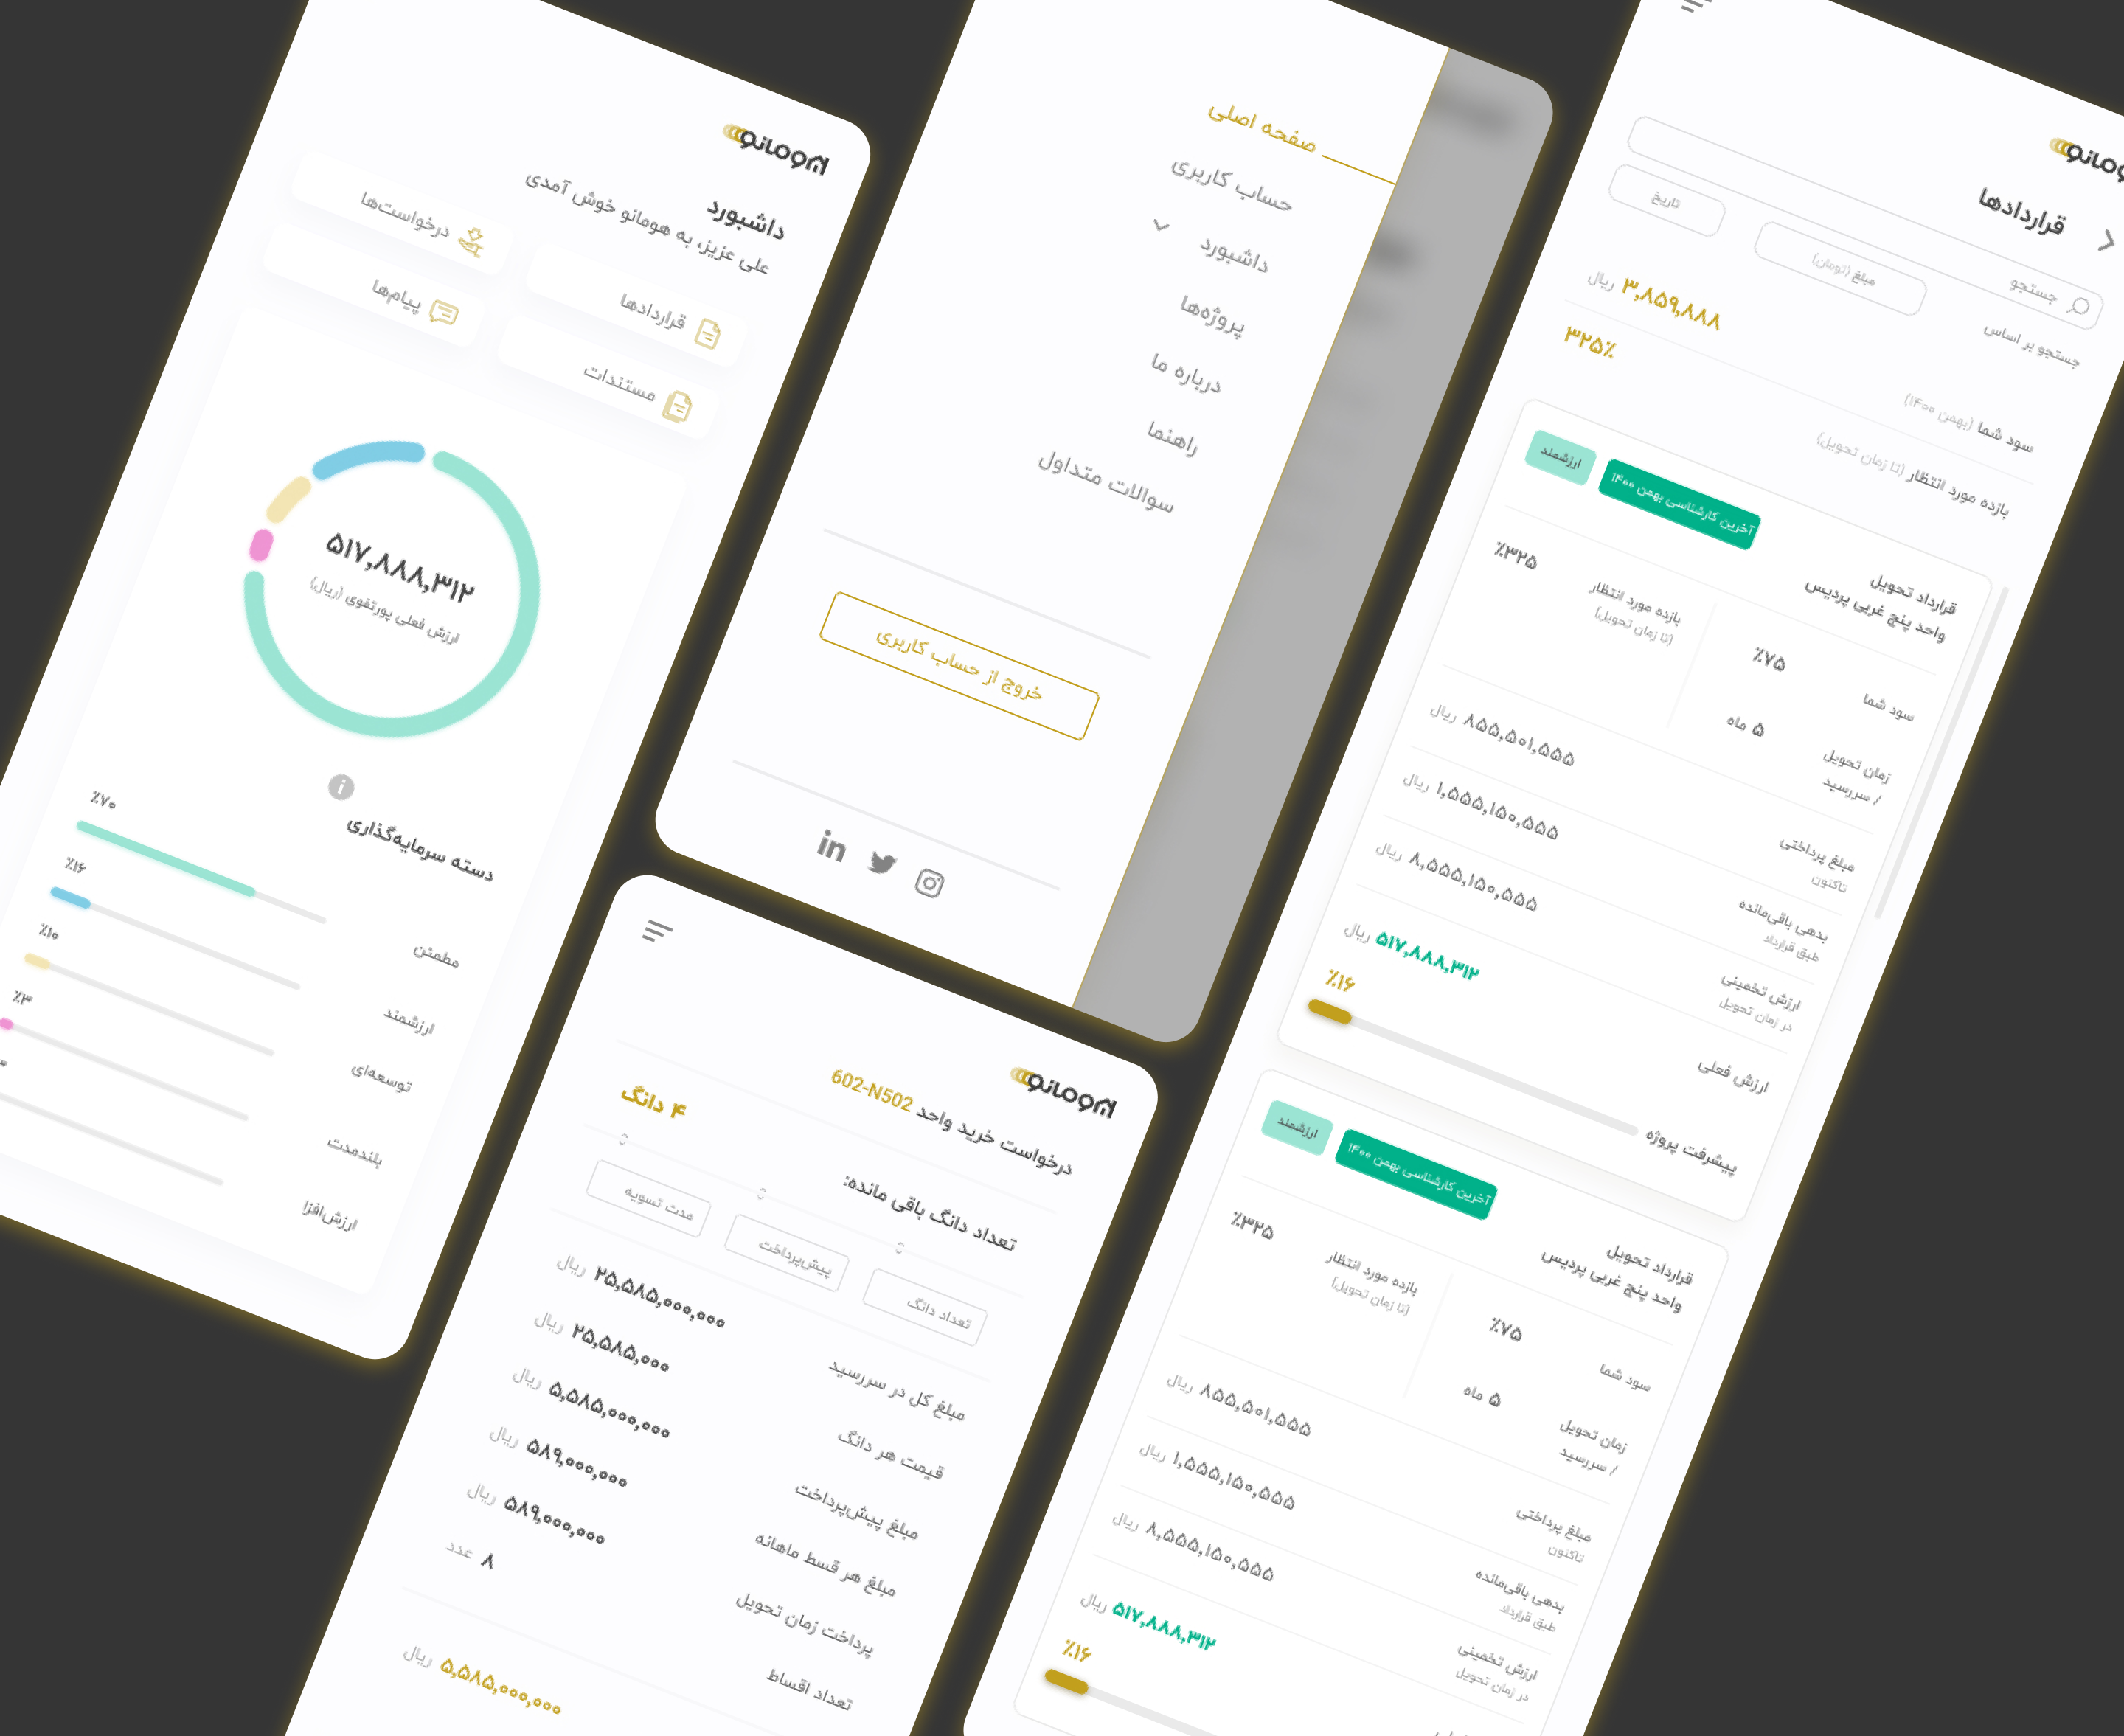 هومانو
داشبورد
علی عزیز، به هومانو خوش آمدی
قراردادها
درخواست‌ها
مستندات
پیام‌ها
۵۱۷,۸۸۸,۳۱۲
ارزش فعلی پورتفوی (ریال)
دسته سرمایه‌گذاری
مطمئن
٪۷۰
ارزشمند
٪۱۶
توسعه‌ای
٪۱۰
بلندمدت
٪۳
ارزش‌افزا
صفحه اصلی
حساب کاربری
داشبورد
پروژه‌ها
درباره ما
راهنما
سوالات متداول
خروج از حساب کاربری
in
هومانو
درخواست خرید واحد 602-N502
تعداد دانگ باقی مانده:
۴ دانگ
تعداد دانگ
پیش‌پرداخت
مدت تسویه
مبلغ کل در سررسید
۲۵,۵۸۵,۰۰۰,۰۰۰ ریال
قیمت هر دانگ
۲۵,۵۸۵,۰۰۰ ریال
مبلغ پیش‌پرداخت
۵,۵۸۵,۰۰۰,۰۰۰ ریال
مبلغ هر قسط ماهانه
۵۸۹,۰۰۰,۰۰۰ ریال
پرداخت زمان تحویل
۵۸۹,۰۰۰,۰۰۰ ریال
تعداد اقساط
۸ عدد
۵,۵۸۵,۰۰۰,۰۰۰ ریال
قراردادها
جستجو
جستجو بر اساس
مبلغ (تومان)
تاریخ
سود شما (بهمن ۱۴۰۰)
۳,۸۵۹,۸۸۸ ریال
بازده مورد انتظار (تا زمان تحویل)
۳۲۵٪
قرارداد تحویل
واحد پنج غربی پردیس
آخرین کارشناسی بهمن ۱۴۰۰
ارزشمند
سود شما
٪۷۵
بازده مورد انتظار
(تا زمان تحویل)
٪۳۲۵
زمان تحویل
/ سررسید
۵ ماه
مبلغ پرداختی
تاکنون
۸۵۵,۵۰۱,۵۵۵ ریال
بدهی باقی‌مانده
طبق قرارداد
۱,۵۵۵,۱۵۰,۵۵۵ ریال
ارزش تخمینی
در زمان تحویل
۸,۵۵۵,۱۵۰,۵۵۵ ریال
ارزش فعلی
۵۱۷,۸۸۸,۳۱۲ ریال
پیشرفت پروژه
٪۱۶
قرارداد تحویل
واحد پنج غربی پردیس
آخرین کارشناسی بهمن ۱۴۰۰
ارزشمند
سود شما
٪۷۵
بازده مورد انتظار
(تا زمان تحویل)
٪۳۲۵
زمان تحویل
/ سررسید
۵ ماه
مبلغ پرداختی
تاکنون
۸۵۵,۵۰۱,۵۵۵ ریال
بدهی باقی‌مانده
طبق قرارداد
۱,۵۵۵,۱۵۰,۵۵۵ ریال
ارزش تخمینی
در زمان تحویل
۸,۵۵۵,۱۵۰,۵۵۵ ریال
۵۱۷,۸۸۸,۳۱۲ ریال
٪۱۶